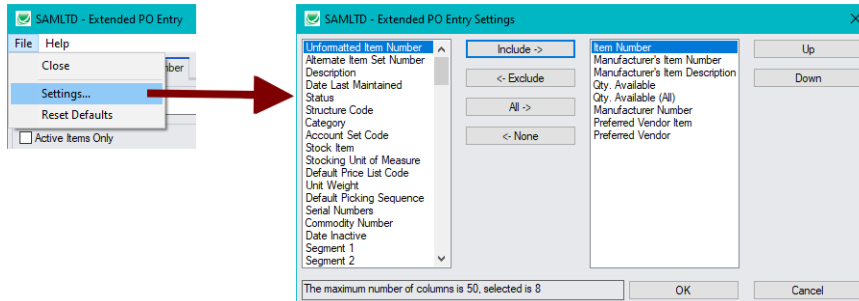 SAMLTD - Extended PO Entry
File Help
Close
Settings...
Reset Defaults
Active Items Only
SAMLTD - Extended PO Entry Settings
Unformatted Item Number
Alternate Item Set Number
Description
Date Last Maintained
Status
Structure Code
Category
Account Set Code
Stock Item
Stocking Unit of Measure
Default Price List Code
Unit Weight
Default Picking Sequence
Serial Numbers
Commodity Number
Date Inactive
Segment 1
Segment 2
Include ->
<- Exclude
All ->
<- None
Item Number
Manufacturer's Item Number
Manufacturer's Item Description
Qty. Available
Qty. Available (All)
Manufacturer Number
Preferred Vendor Item
Preferred Vendor
Up
Down
The maximum number of columns is 50, selected is 8
OK
Cancel